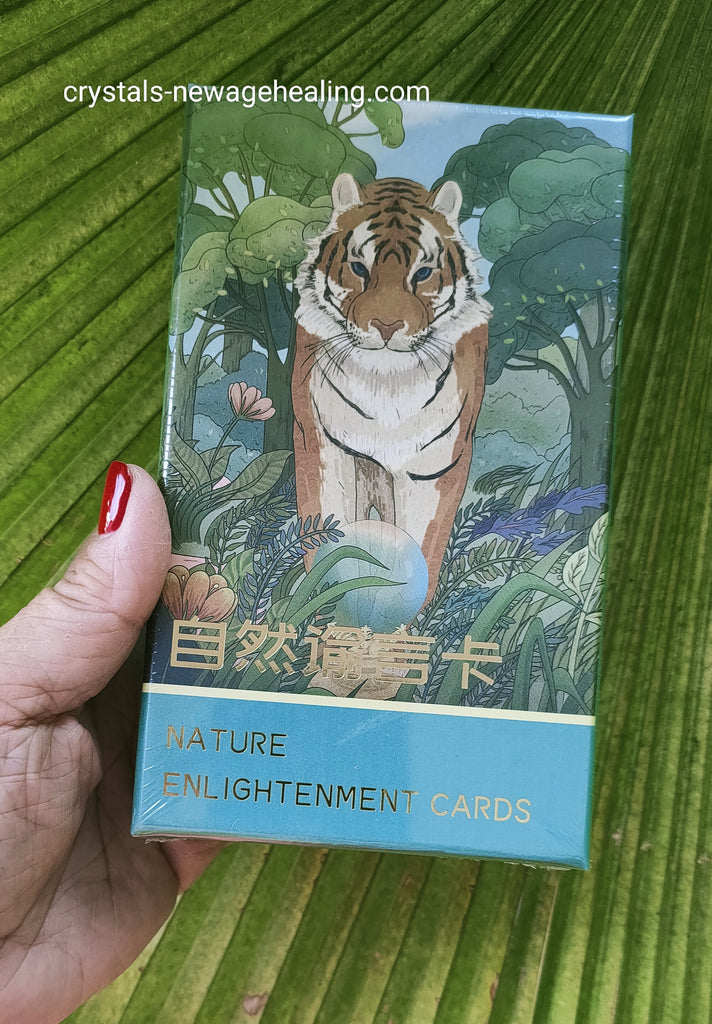 crystals-newagehealing.com
自然谕言卡
NATURE
ENLIGHTENMENT CARDS